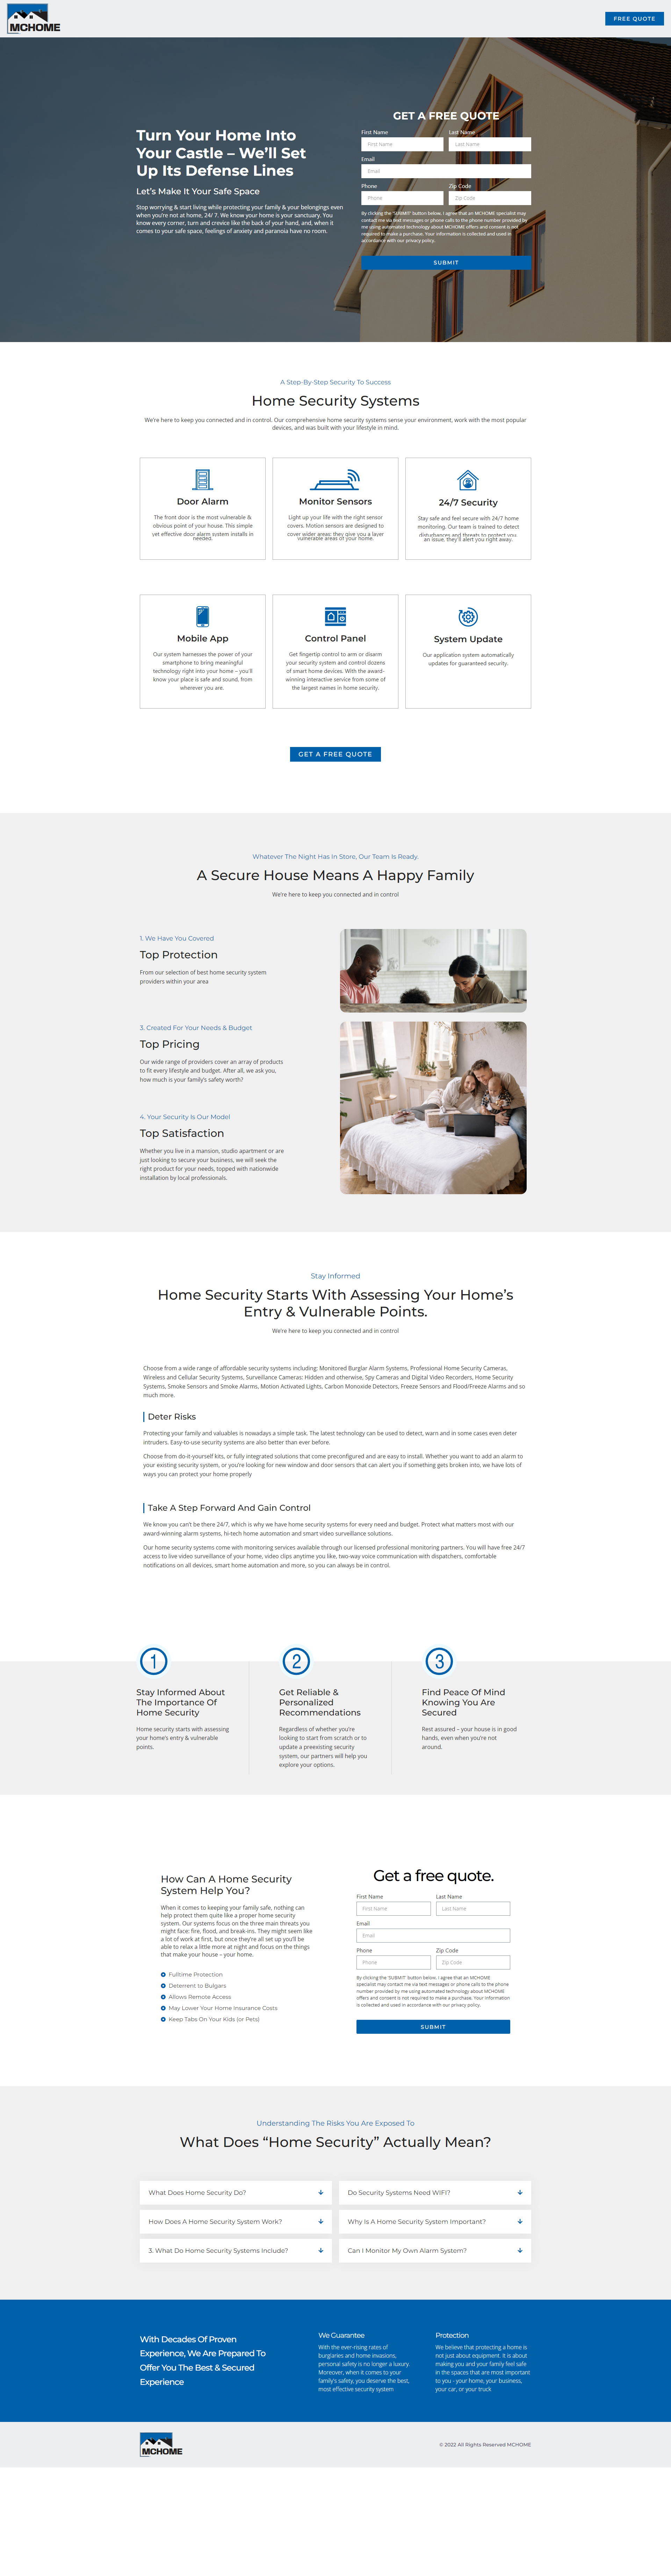 MCHOME
FREE QUOTE
Turn Your Home Into
Your Castle – We'll Set
Up Its Defense Lines
Let's Make It Your Safe Space
Stop worrying & start living while protecting your family & your belongings even
when you're not at home, 24/ 7. We know your home is your sanctuary. You
know every corner, turn and crevice like the back of your hand, and, when it
comes to your safe space, feelings of anxiety and paranoia have no room.
GET A FREE QUOTE
First Name
Last Name
First Name
Last Name
Email
Email
Phone
Zip Code
Phone
Zip Code
By clicking the 'SUBMIT' button below, I agree that an MCHOME specialist may
contact me via text messages or phone calls to the phone number provided by
me using automated technology about MCHOME offers and consent is not
required to make a purchase. Your information is collected and used in
accordance with our privacy policy.
SUBMIT
A Step-By-Step Security To Success
Home Security Systems
We're here to keep you connected and in control. Our comprehensive home security systems sense your environment, work with the most popular
devices, and was built with your lifestyle in mind.
Door Alarm
The front door is the most vulnerable &
obvious point of your house. This simple
yet effective door alarm system installs in
needed.
Monitor Sensors
Light up your life with the right sensor
covers. Motion sensors are designed to
cover wider areas; they give you a layer
vulnerable areas of your home.
24/7 Security
Stay safe and feel secure with 24/7 home
monitoring. Our team is trained to detect
disturbances and threats to protect you.
an issue, they'll alert you right away.
Mobile App
Our system harnesses the power of your
smartphone to bring meaningful
technology right into your home – you'll
know your place is safe and sound, from
wherever you are.
Control Panel
Get fingertip control to arm or disarm
your security system and control dozens
of smart home devices. With the award-
winning interactive service from some of
the largest names in home security.
System Update
Our application system automatically
updates for guaranteed security.
GET A FREE QUOTE
Whatever The Night Has In Store, Our Team Is Ready.
A Secure House Means A Happy Family
We're here to keep you connected and in control
1. We Have You Covered
Top Protection
From our selection of best home security system
providers within your area
3. Created For Your Needs & Budget
Top Pricing
Our wide range of providers cover an array of products
to fit every lifestyle and budget. After all, we ask you,
how much is your family's safety worth?
4. Your Security Is Our Model
Top Satisfaction
Whether you live in a mansion, studio apartment or are
just looking to secure your business, we will seek the
right product for your needs, topped with nationwide
installation by local professionals.
Stay Informed
Home Security Starts With Assessing Your Home's
Entry & Vulnerable Points.
We're here to keep you connected and in control
Choose from a wide range of affordable security systems including: Monitored Burglar Alarm Systems, Professional Home Security Cameras,
Wireless and Cellular Security Systems, Surveillance Cameras: Hidden and otherwise, Spy Cameras and Digital Video Recorders, Home Security
Systems, Smoke Sensors and Smoke Alarms, Motion Activated Lights, Carbon Monoxide Detectors, Freeze Sensors and Flood/Freeze Alarms and so
much more.
Deter Risks
Protecting your family and valuables is nowadays a simple task. The latest technology can be used to detect, warn and in some cases even deter
intruders. Easy-to-use security systems are also better than ever before.
Choose from do-it-yourself kits, or fully integrated solutions that come preconfigured and are easy to install. Whether you want to add an alarm to
your existing security system, or you're looking for new window and door sensors that can alert you if something gets broken into, we have lots of
ways you can protect your home properly
Take A Step Forward And Gain Control
We know you can't be there 24/7, which is why we have home security systems for every need and budget. Protect what matters most with our
award-winning alarm systems, hi-tech home automation and smart video surveillance solutions.
Our home security systems come with monitoring services available through our licensed professional monitoring partners. You will have free 24/7
access to live video surveillance of your home, video clips anytime you like, two-way voice communication with dispatchers, comfortable
notifications on all devices, smart home automation and more, so you can always be in control.
1
Stay Informed About
The Importance Of
Home Security
Home security starts with assessing
your home's entry & vulnerable
points.
2
Get Reliable &
Personalized
Recommendations
Regardless of whether you're
looking to start from scratch or to
update a preexisting security
system, our partners will help you
explore your options.
3
Find Peace Of Mind
Knowing You Are
Secured
Rest assured – your house is in good
hands, even when you're not
around.
How Can A Home Security
System Help You?
When it comes to keeping your family safe, nothing can
help protect them quite like a proper home security
system. Our systems focus on the three main threats you
might face: fire, flood, and break-ins. They might seem like
a lot of work at first, but once they're all set up you'll be
able to relax a little more at night and focus on the things
that make your house – your home.
Fulltime Protection
Deterrent to Bulgars
Allows Remote Access
May Lower Your Home Insurance Costs
Keep Tabs On Your Kids (or Pets)
Get a free quote.
First Name
Last Name
First Name
Last Name
Email
Email
Phone
Zip Code
Phone
Zip Code
By clicking the 'SUBMIT' button below, I agree that an MCHOME
specialist may contact me via text messages or phone calls to the phone
number provided by me using automated technology about MCHOME
offers and consent is not required to make a purchase. Your information
is collected and used in accordance with our privacy policy.
SUBMIT
Understanding The Risks You Are Exposed To
What Does "Home Security" Actually Mean?
What Does Home Security Do?
Do Security Systems Need WIFI?
How Does A Home Security System Work?
Why Is A Home Security System Important?
3. What Do Home Security Systems Include?
Can I Monitor My Own Alarm System?
With Decades Of Proven
Experience, We Are Prepared To
Offer You The Best & Secured
Experience
We Guarantee
With the ever-rising rates of
burglaries and home invasions,
personal safety is no longer a luxury.
Moreover, when it comes to your
family's safety, you deserve the best,
most effective security system
Protection
We believe that protecting a home is
not just about equipment. It is about
making you and your family feel safe
in the spaces that are most important
to you - your home, your business,
your car, or your truck
MCHOME
© 2022 All Rights Reserved MCHOME